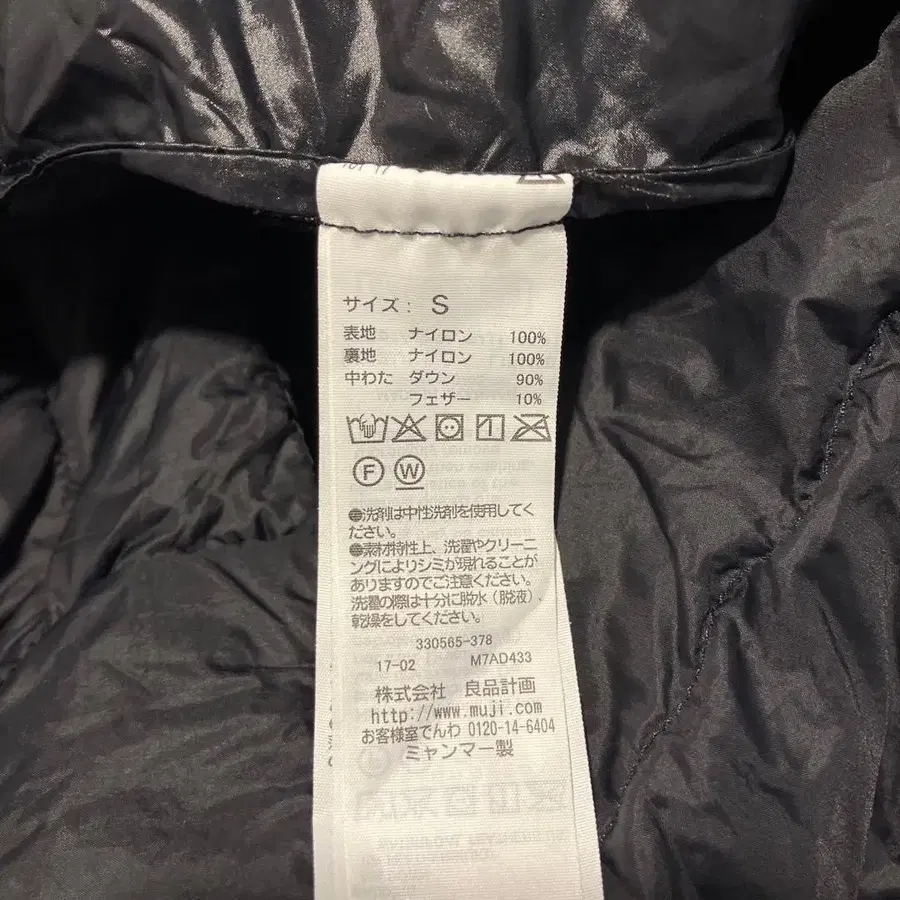 サイズ: S
表地 ナイロン 100%
裏地 ナイロン 100%
中わた ダウン 90%
フェザー 10%
F W
●洗剤は中性洗剤を使用してく
ださい。
●素材特性上、洗濯やクリーニ
ングによりシミが現れることが
ありますのでご注意ください。
洗濯の際は十分に脱水(脱液)、
乾燥をしてください。
330565-378
17-02 M7AD433
株式会社 良品計画
http://www.muji.com
お客様室でんわ 0120-14-6404
ミャンマー製